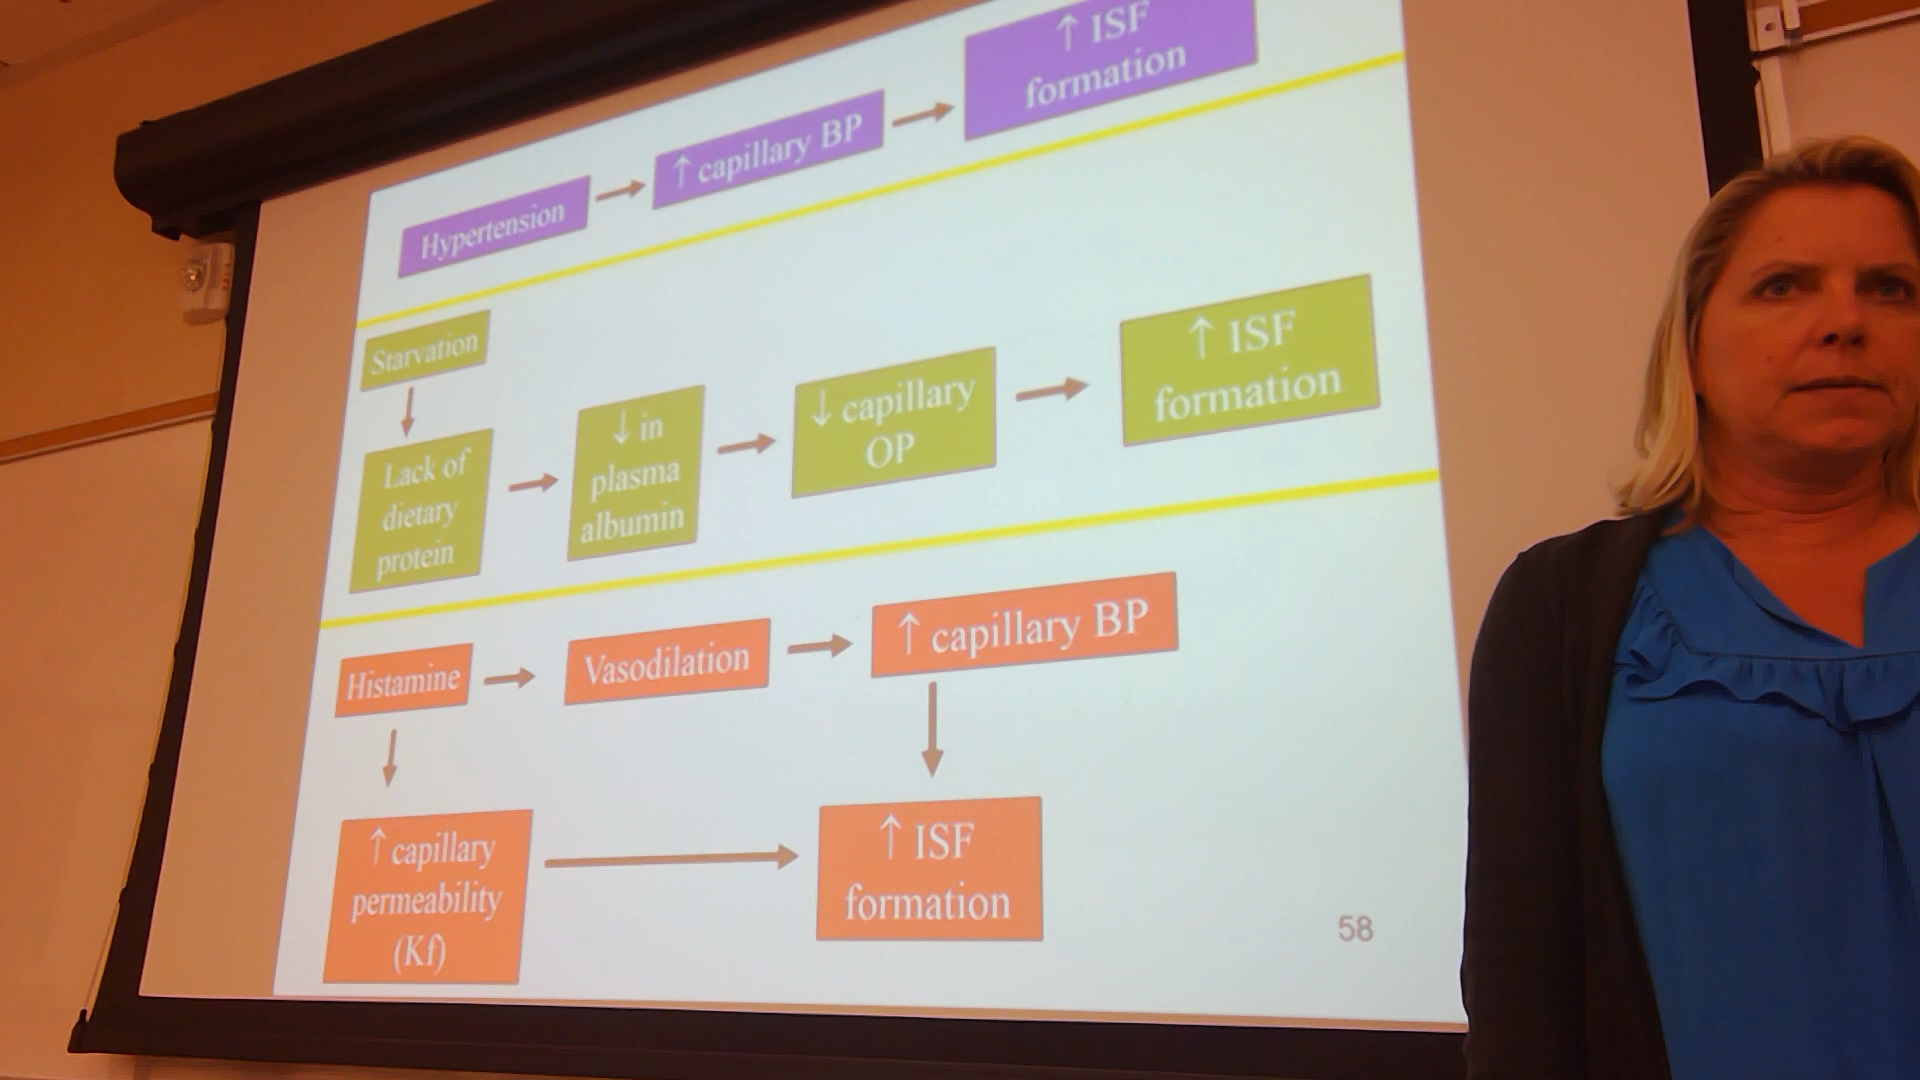 ↑ ISF
formation
↑ capillary BP
Hypertension
Starvation
Lack of
dietary
protein
↓ in
plasma
albumin
↓ capillary
OP
↑ ISF
formation
Histamine
Vasodilation
↑ capillary BP
↑ capillary
permeability
(Kf)
↑ ISF
formation
58